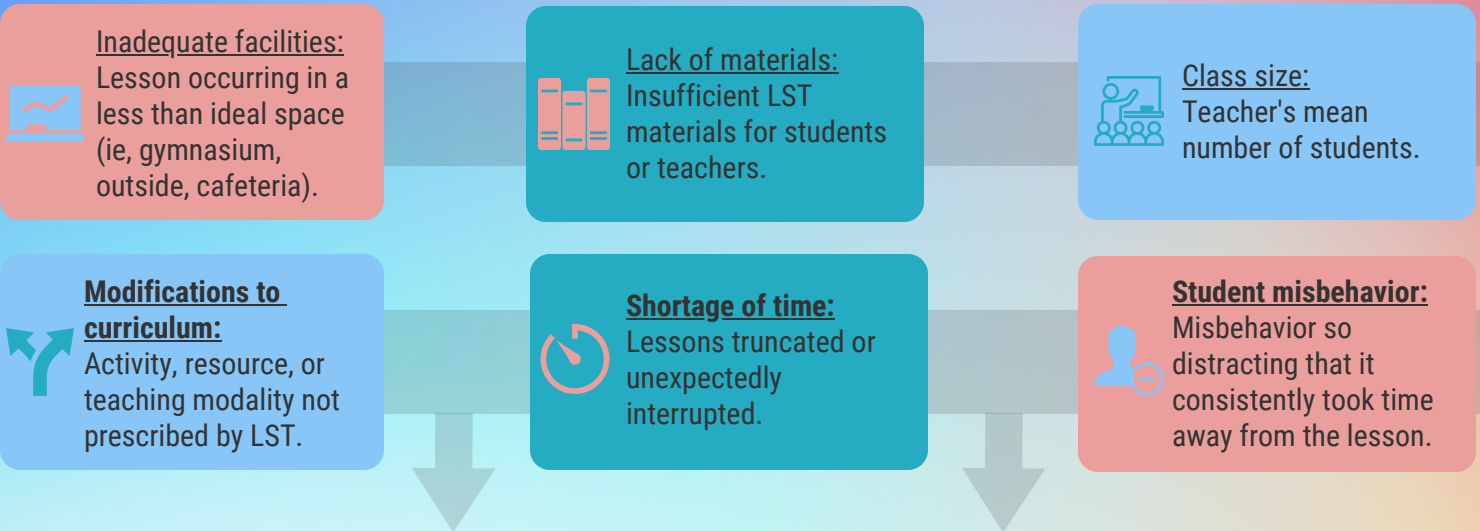 Inadequate facilities:
Lesson occurring in a
less than ideal space
(ie, gymnasium,
outside, cafeteria).
Lack of materials:
Insufficient LST
materials for students
or teachers.
Class size:
Teacher's mean
number of students.
Modifications to
curriculum:
Activity, resource, or
teaching modality not
prescribed by LST.
Shortage of time:
Lessons truncated or
unexpectedly
interrupted.
Student misbehavior:
Misbehavior so
distracting that it
consistently took time
away from the lesson.